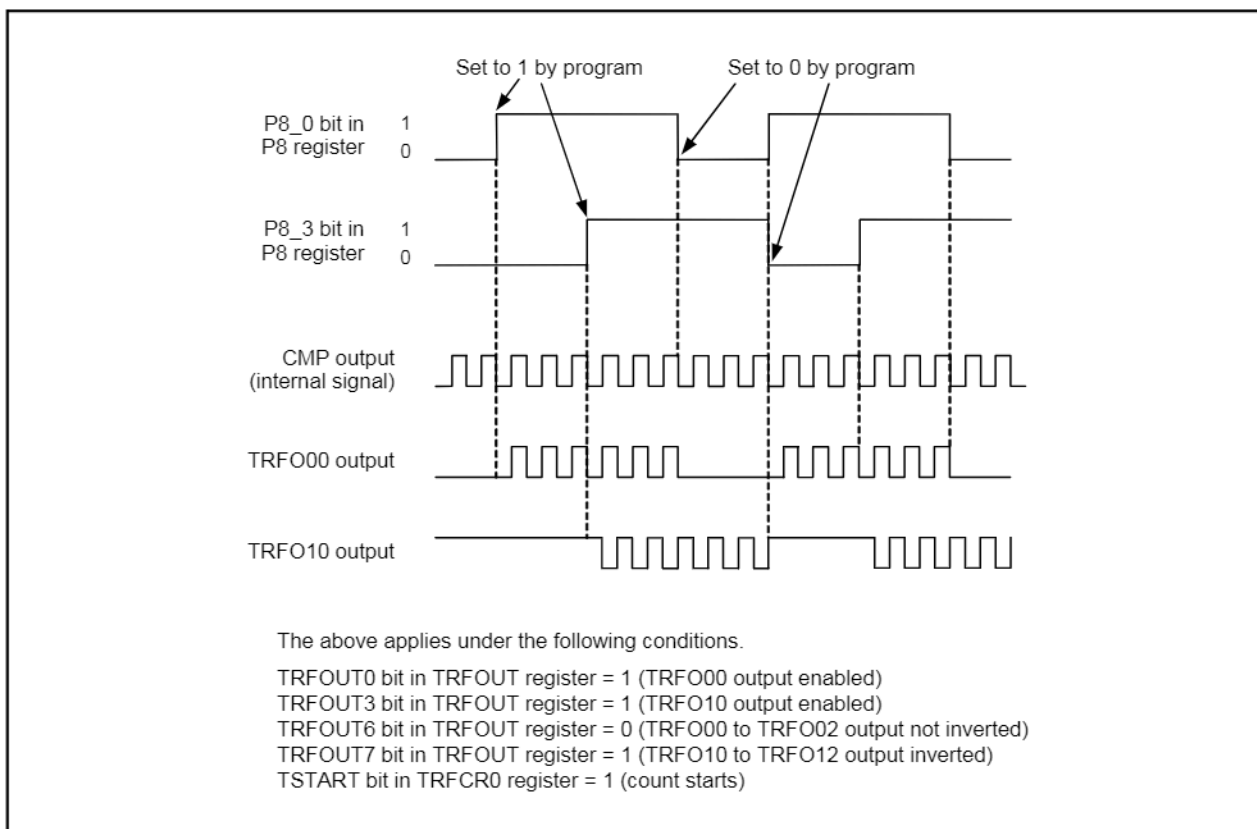 Set to 1 by program
Set to 0 by program
P8_0 bit in 1
P8 register 0
P8_3 bit in 1
P8 register 0
CMP output
(internal signal)
TRFO00 output
TRFO10 output
The above applies under the following conditions.
TRFOUT0 bit in TRFOUT register = 1 (TRFO00 output enabled)
TRFOUT3 bit in TRFOUT register = 1 (TRFO10 output enabled)
TRFOUT6 bit in TRFOUT register = 0 (TRFO00 to TRFO02 output not inverted)
TRFOUT7 bit in TRFOUT register = 1 (TRFO10 to TRFO12 output inverted)
TSTART bit in TRFCR0 register = 1 (count starts)